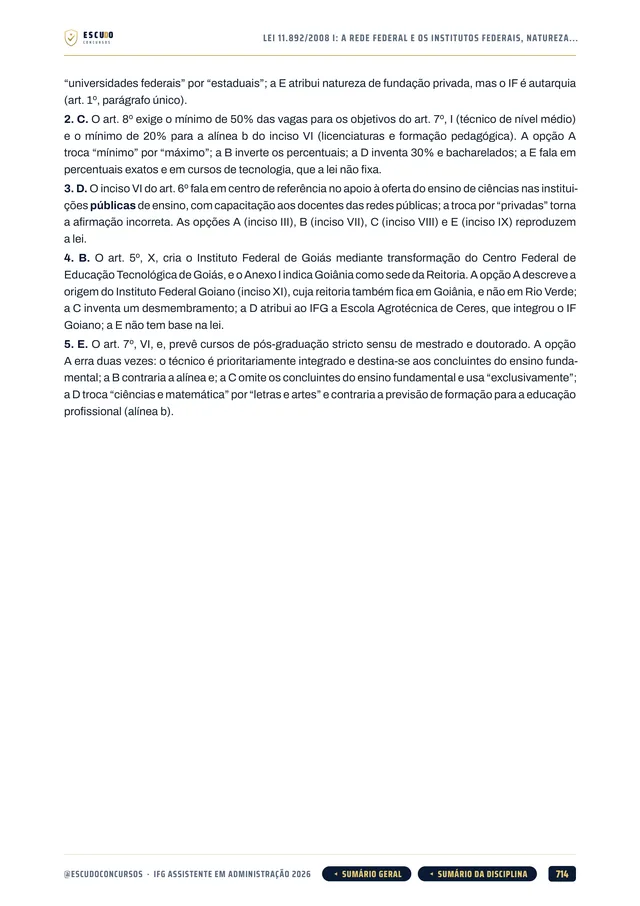 ESCUDO
CONCURSOS
LEI 11.892/2008 I: A REDE FEDERAL E OS INSTITUTOS FEDERAIS, NATUREZA...
“universidades federais” por “estaduais”; a E atribui natureza de fundação privada, mas o IF é autarquia
(art. 1º, parágrafo único).
2. C. O art. 8º exige o mínimo de 50% das vagas para os objetivos do art. 7º, I (técnico de nível médio)
e o mínimo de 20% para a alínea b do inciso VI (licenciaturas e formação pedagógica). A opção A
troca “mínimo” por “máximo”; a B inverte os percentuais; a D inventa 30% e bacharelados; a E fala em
percentuais exatos e em cursos de tecnologia, que a lei não fixa.
3. D. O inciso VI do art. 6º fala em centro de referência no apoio à oferta do ensino de ciências nas institui-
ções públicas de ensino, com capacitação aos docentes das redes públicas; a troca por “privadas” torna
a afirmação incorreta. As opções A (inciso III), B (inciso VII), C (inciso VIII) e E (inciso IX) reproduzem
a lei.
4. B. O art. 5º, X, cria o Instituto Federal de Goiás mediante transformação do Centro Federal de
Educação Tecnológica de Goiás, e o Anexo I indica Goiânia como sede da Reitoria. A opção A descreve a
origem do Instituto Federal Goiano (inciso XI), cuja reitoria também fica em Goiânia, e não em Rio Verde;
a C inventa um desmembramento; a D atribui ao IFG a Escola Agrotécnica de Ceres, que integrou o IF
Goiano; a E não tem base na lei.
5. E. O art. 7º, VI, e, prevê cursos de pós-graduação stricto sensu de mestrado e doutorado. A opção
A erra duas vezes: o técnico é prioritariamente integrado e destina-se aos concluintes do ensino funda-
mental; a B contraria a alínea e; a C omite os concluintes do ensino fundamental e usa “exclusivamente”;
a D troca “ciências e matemática” por “letras e artes” e contraria a previsão de formação para a educação
profissional (alínea b).
@ESCUDOCONCURSOS - IFG ASSISTENTE EM ADMINISTRAÇÃO 2026
SUMÁRIO GERAL
SUMÁRIO DA DISCIPLINA
714